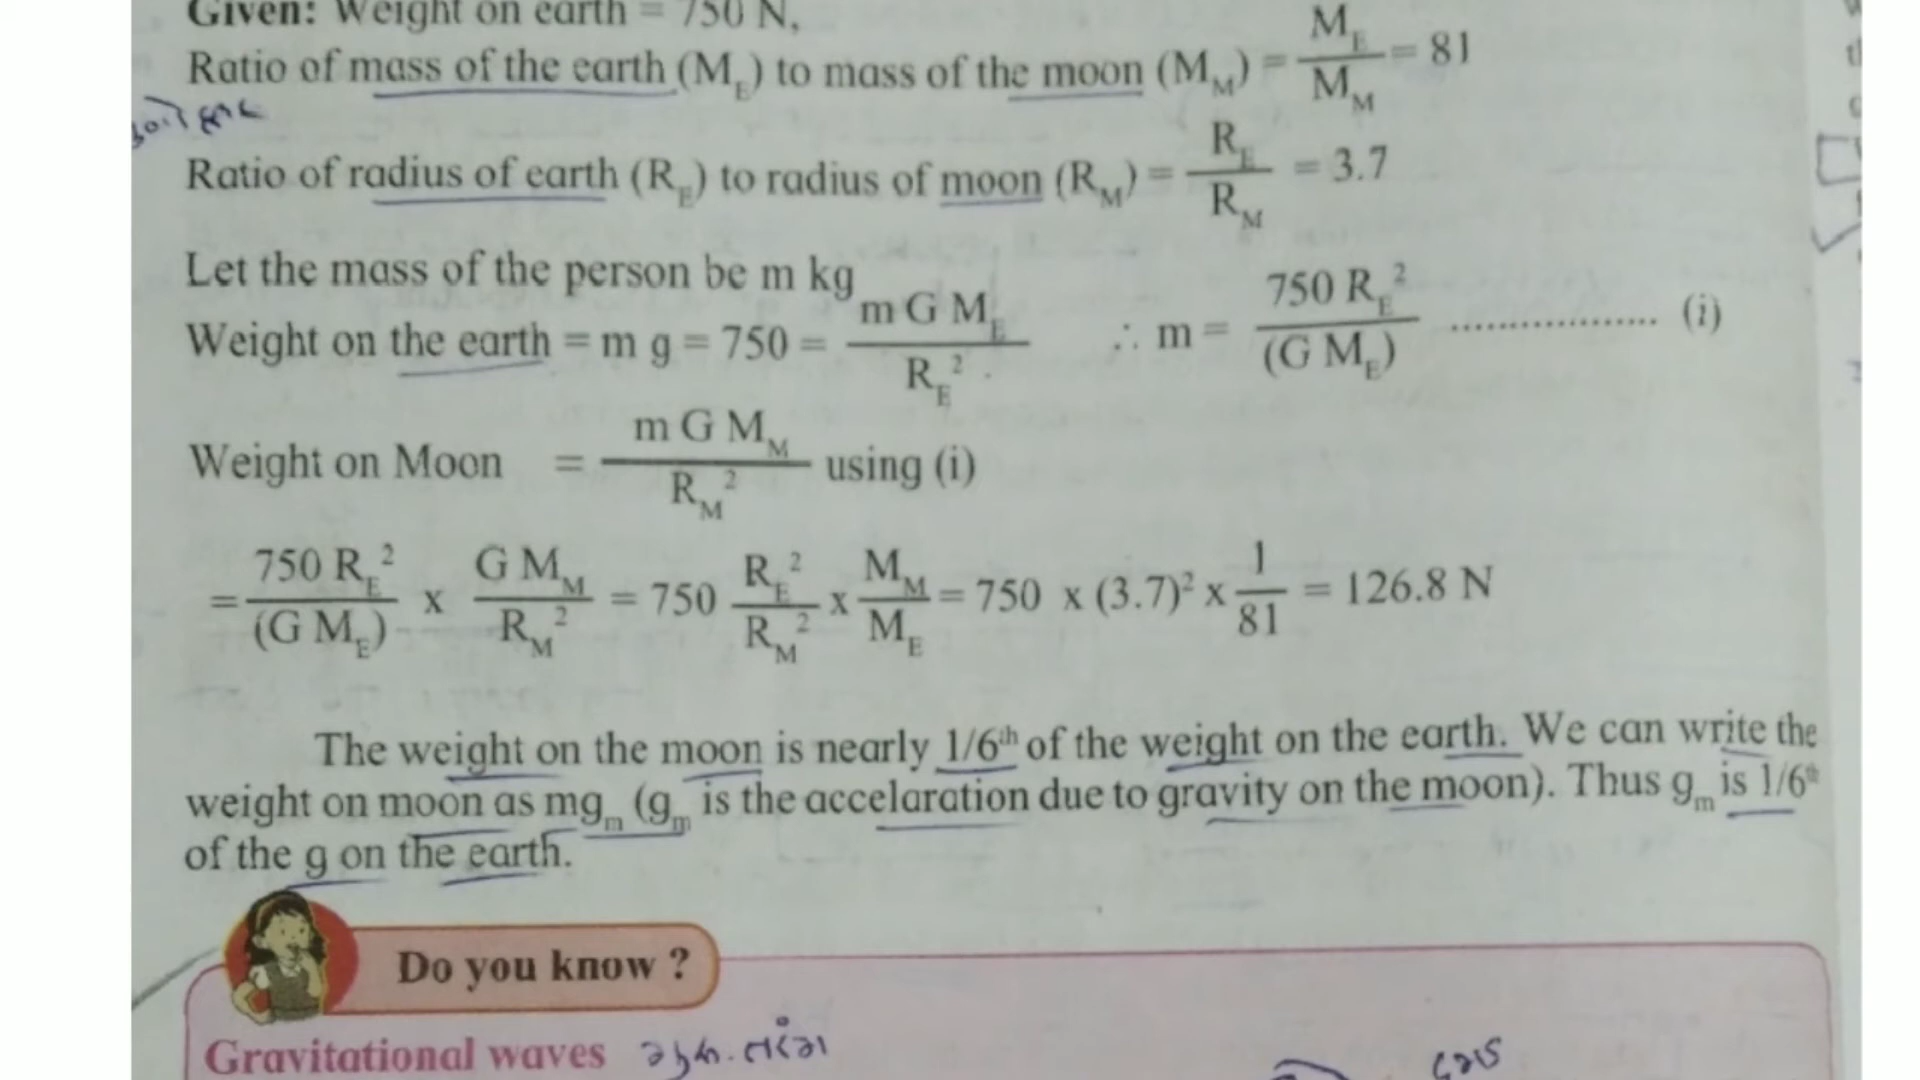 Given: Weight on earth = 750 N,
Ratio of mass of the earth (M_E) to mass of the moon (M_M) = M_E / M_M = 81
Ratio of radius of earth (R_E) to radius of moon (R_M) = R_E / R_M = 3.7
Let the mass of the person be m kg
Weight on the earth = m g = 750 = m G M_E / R_E² ∴ m = 750 R_E² / (G M_E) .................. (i)
Weight on Moon = m G M_M / R_M² using (i)
= 750 R_E² / (G M_E) x G M_M / R_M² = 750 R_E² / R_M² x M_M / M_E = 750 x (3.7)² x 1 / 81 = 126.8 N
The weight on the moon is nearly 1/6th of the weight on the earth. We can write the
weight on moon as mg_m (g_m is the accelaration due to gravity on the moon). Thus g_m is 1/6th
of the g on the earth.
Do you know ?
Gravitational waves